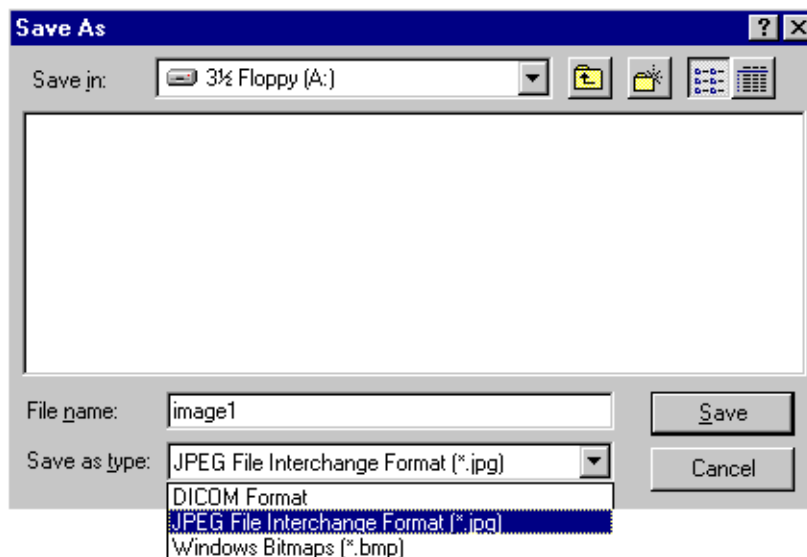 Save As
Save in: 3½ Floppy (A:)
File name: image1
Save
Save as type: JPEG File Interchange Format (*.jpg)
Cancel
DICOM Format
JPEG File Interchange Format (*.jpg)
Windows Bitmaps (*.bmp)